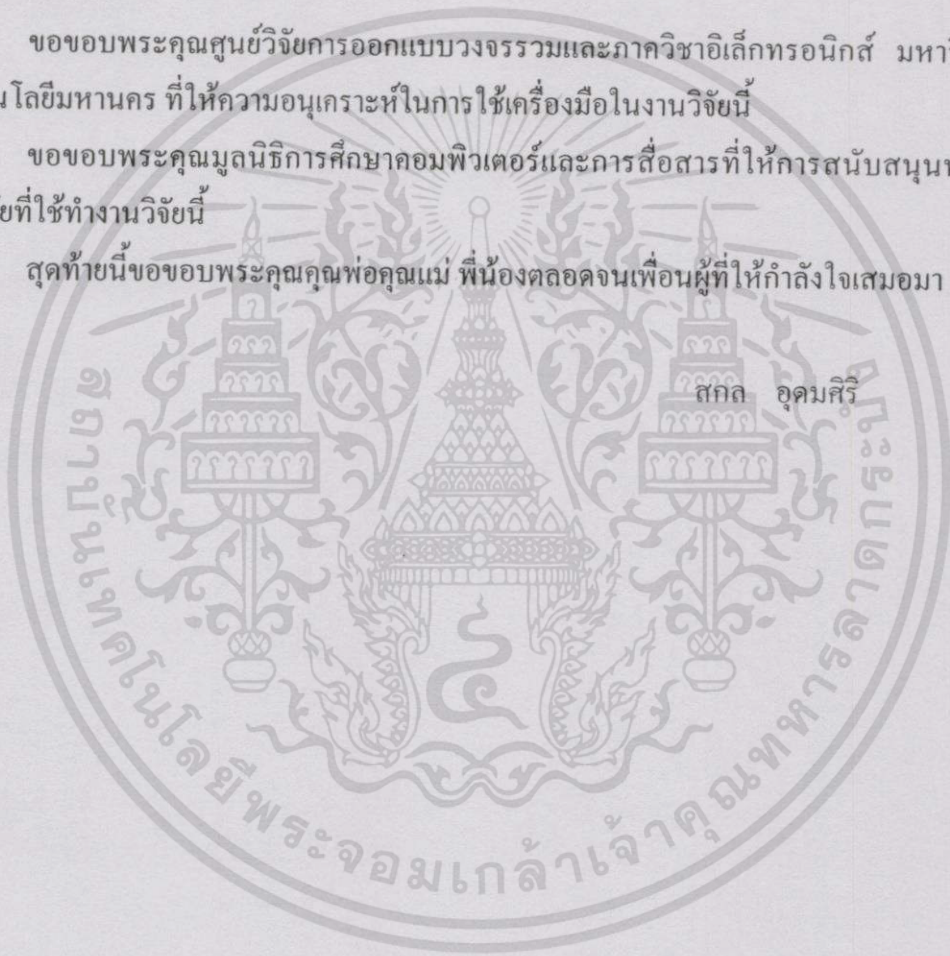 ขอขอบพระคุณศูนย์วิจัยการออกแบบวงจรรวมและภาควิชาอิเล็กทรอนิกส์ มหาวิ
นโลยีมหานคร ที่ให้ความอนุเคราะห์ในการใช้เครื่องมือในงานวิจัยนี้
ขอขอบพระคุณมูลนิธิการศึกษาคอมพิวเตอร์และการสื่อสารที่ให้การสนับสนุนท
ัยที่ใช้ทำงานวิจัยนี้
สุดท้ายนี้ขอขอบพระคุณคุณพ่อคุณแม่ พี่น้องตลอดจนเพื่อนผู้ที่ให้กำลังใจเสมอมา
สกล อุดมศิริ
๔
สถาบันเทคโนโลยีพระจอมเกล้าเจ้าคุณทหารลาดกระบัง